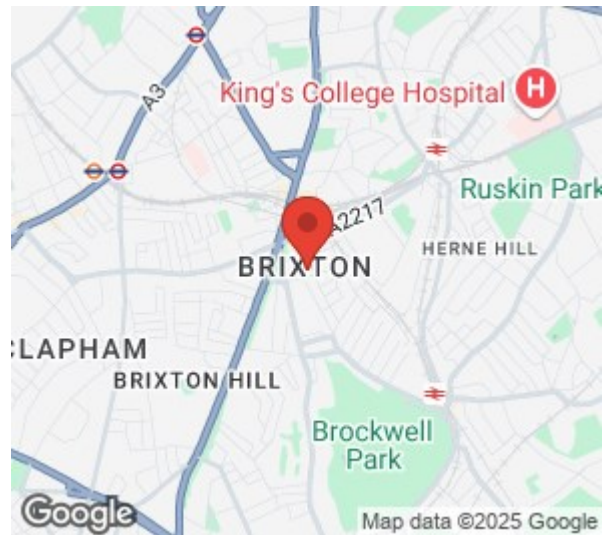 A3
King's College Hospital
H
Ruskin Park
A2217
HERNE HILL
BRIXTON
CLAPHAM
BRIXTON HILL
Brockwell
Park
Google
Map data ©2025 Google